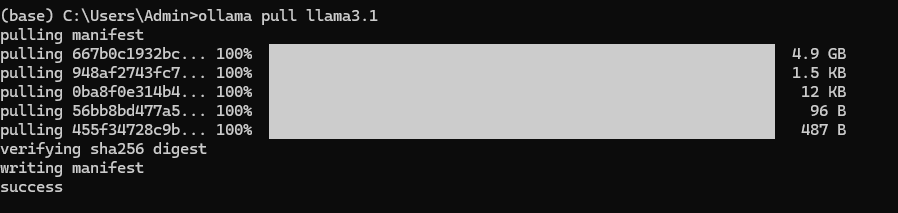 (base) C:\Users\Admin>ollama pull llama3.1
pulling manifest
pulling 667b0c1932bc... 100% 4.9 GB
pulling 948af2743fc7... 100% 1.5 KB
pulling 0ba8f0e314b4... 100% 12 KB
pulling 56bb8bd477a5... 100% 96 B
pulling 455f34728c9b... 100% 487 B
verifying sha256 digest
writing manifest
success